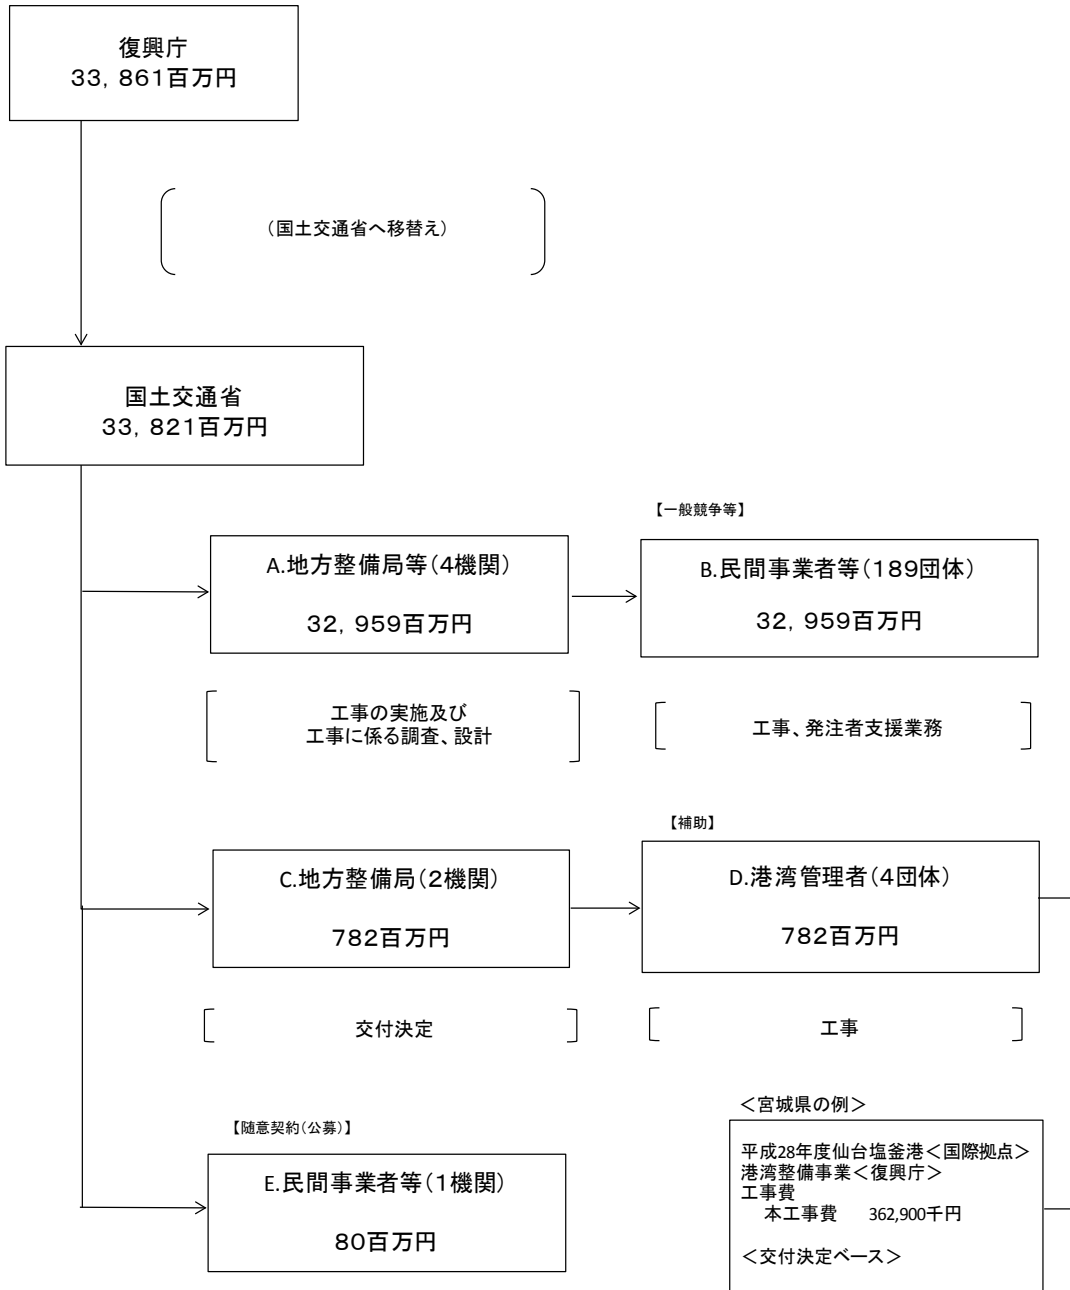 復興庁
33, 861百万円
(国土交通省へ移替え)
国土交通省
33, 821百万円
【一般競争等】
A.地方整備局等(4機関)
32, 959百万円
B.民間事業者等(189団体)
32, 959百万円
工事の実施及び
工事に係る調査、設計
工事、発注者支援業務
【補助】
C.地方整備局(2機関)
782百万円
D.港湾管理者(4団体)
782百万円
交付決定
工事
【随意契約(公募)】
E.民間事業者等(1機関)
80百万円
＜宮城県の例＞
平成28年度仙台塩釜港＜国際拠点＞
港湾整備事業＜復興庁＞
工事費
本工事費 362,900千円
＜交付決定ベース＞